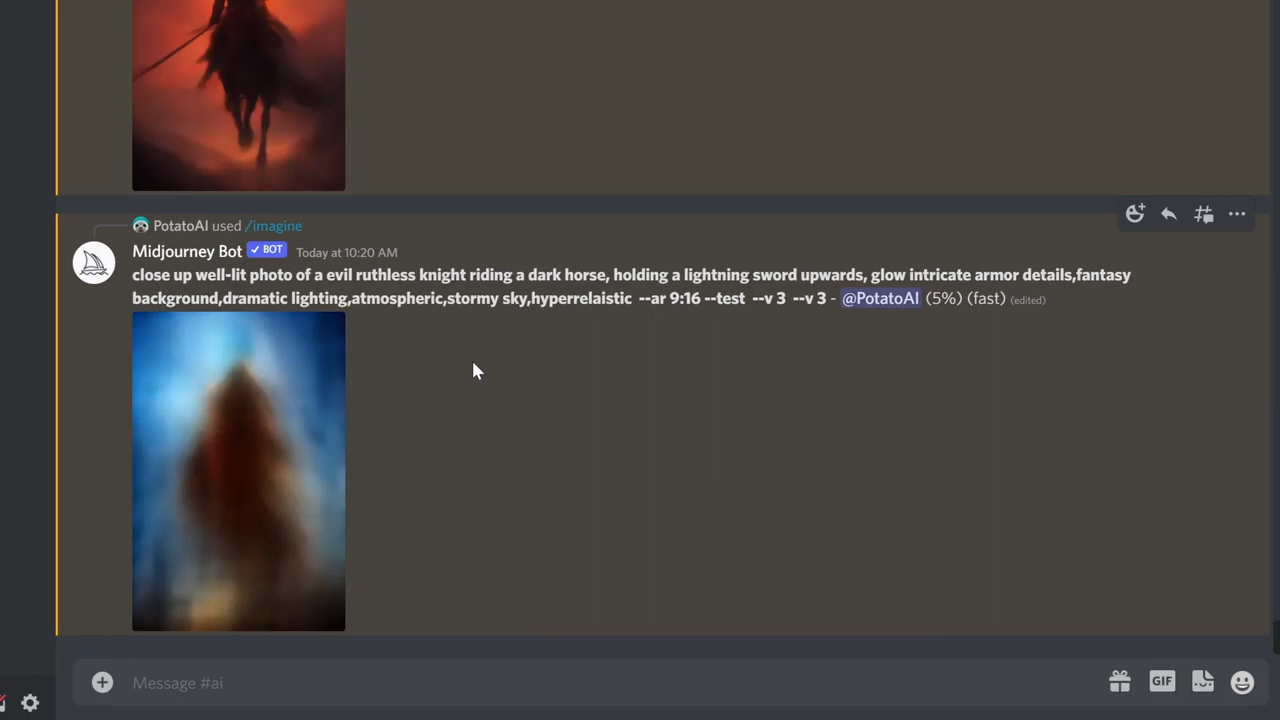 PotatoAI used /imagine
Midjourney Bot ✓ BOT Today at 10:20 AM
close up well-lit photo of a evil ruthless knight riding a dark horse, holding a lightning sword upwards, glow intricate armor details,fantasy
background,dramatic lighting,atmospheric,stormy sky,hyperrelaistic --ar 9:16 --test --v 3 --v 3 - @PotatoAI (5%) (fast) (edited)
Message #ai
GIF